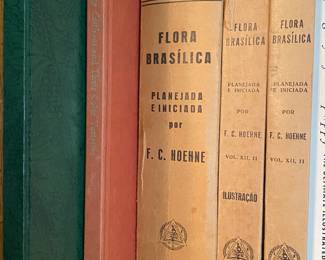 FLORA
BRASÍLICA
PLANEJADA
E INICIADA
por
F. C. HOEHNE
FLORA
BRASÍLICA
PLANEJADA
E INICIADA
POR
F. C. HOEHNE
VOL. XII, II
ILUSTRAÇÃO
FLORA
BRASÍLICA
PLANEJADA
E INICIADA
POR
F. C. HOEHNE
VOL. XII, II